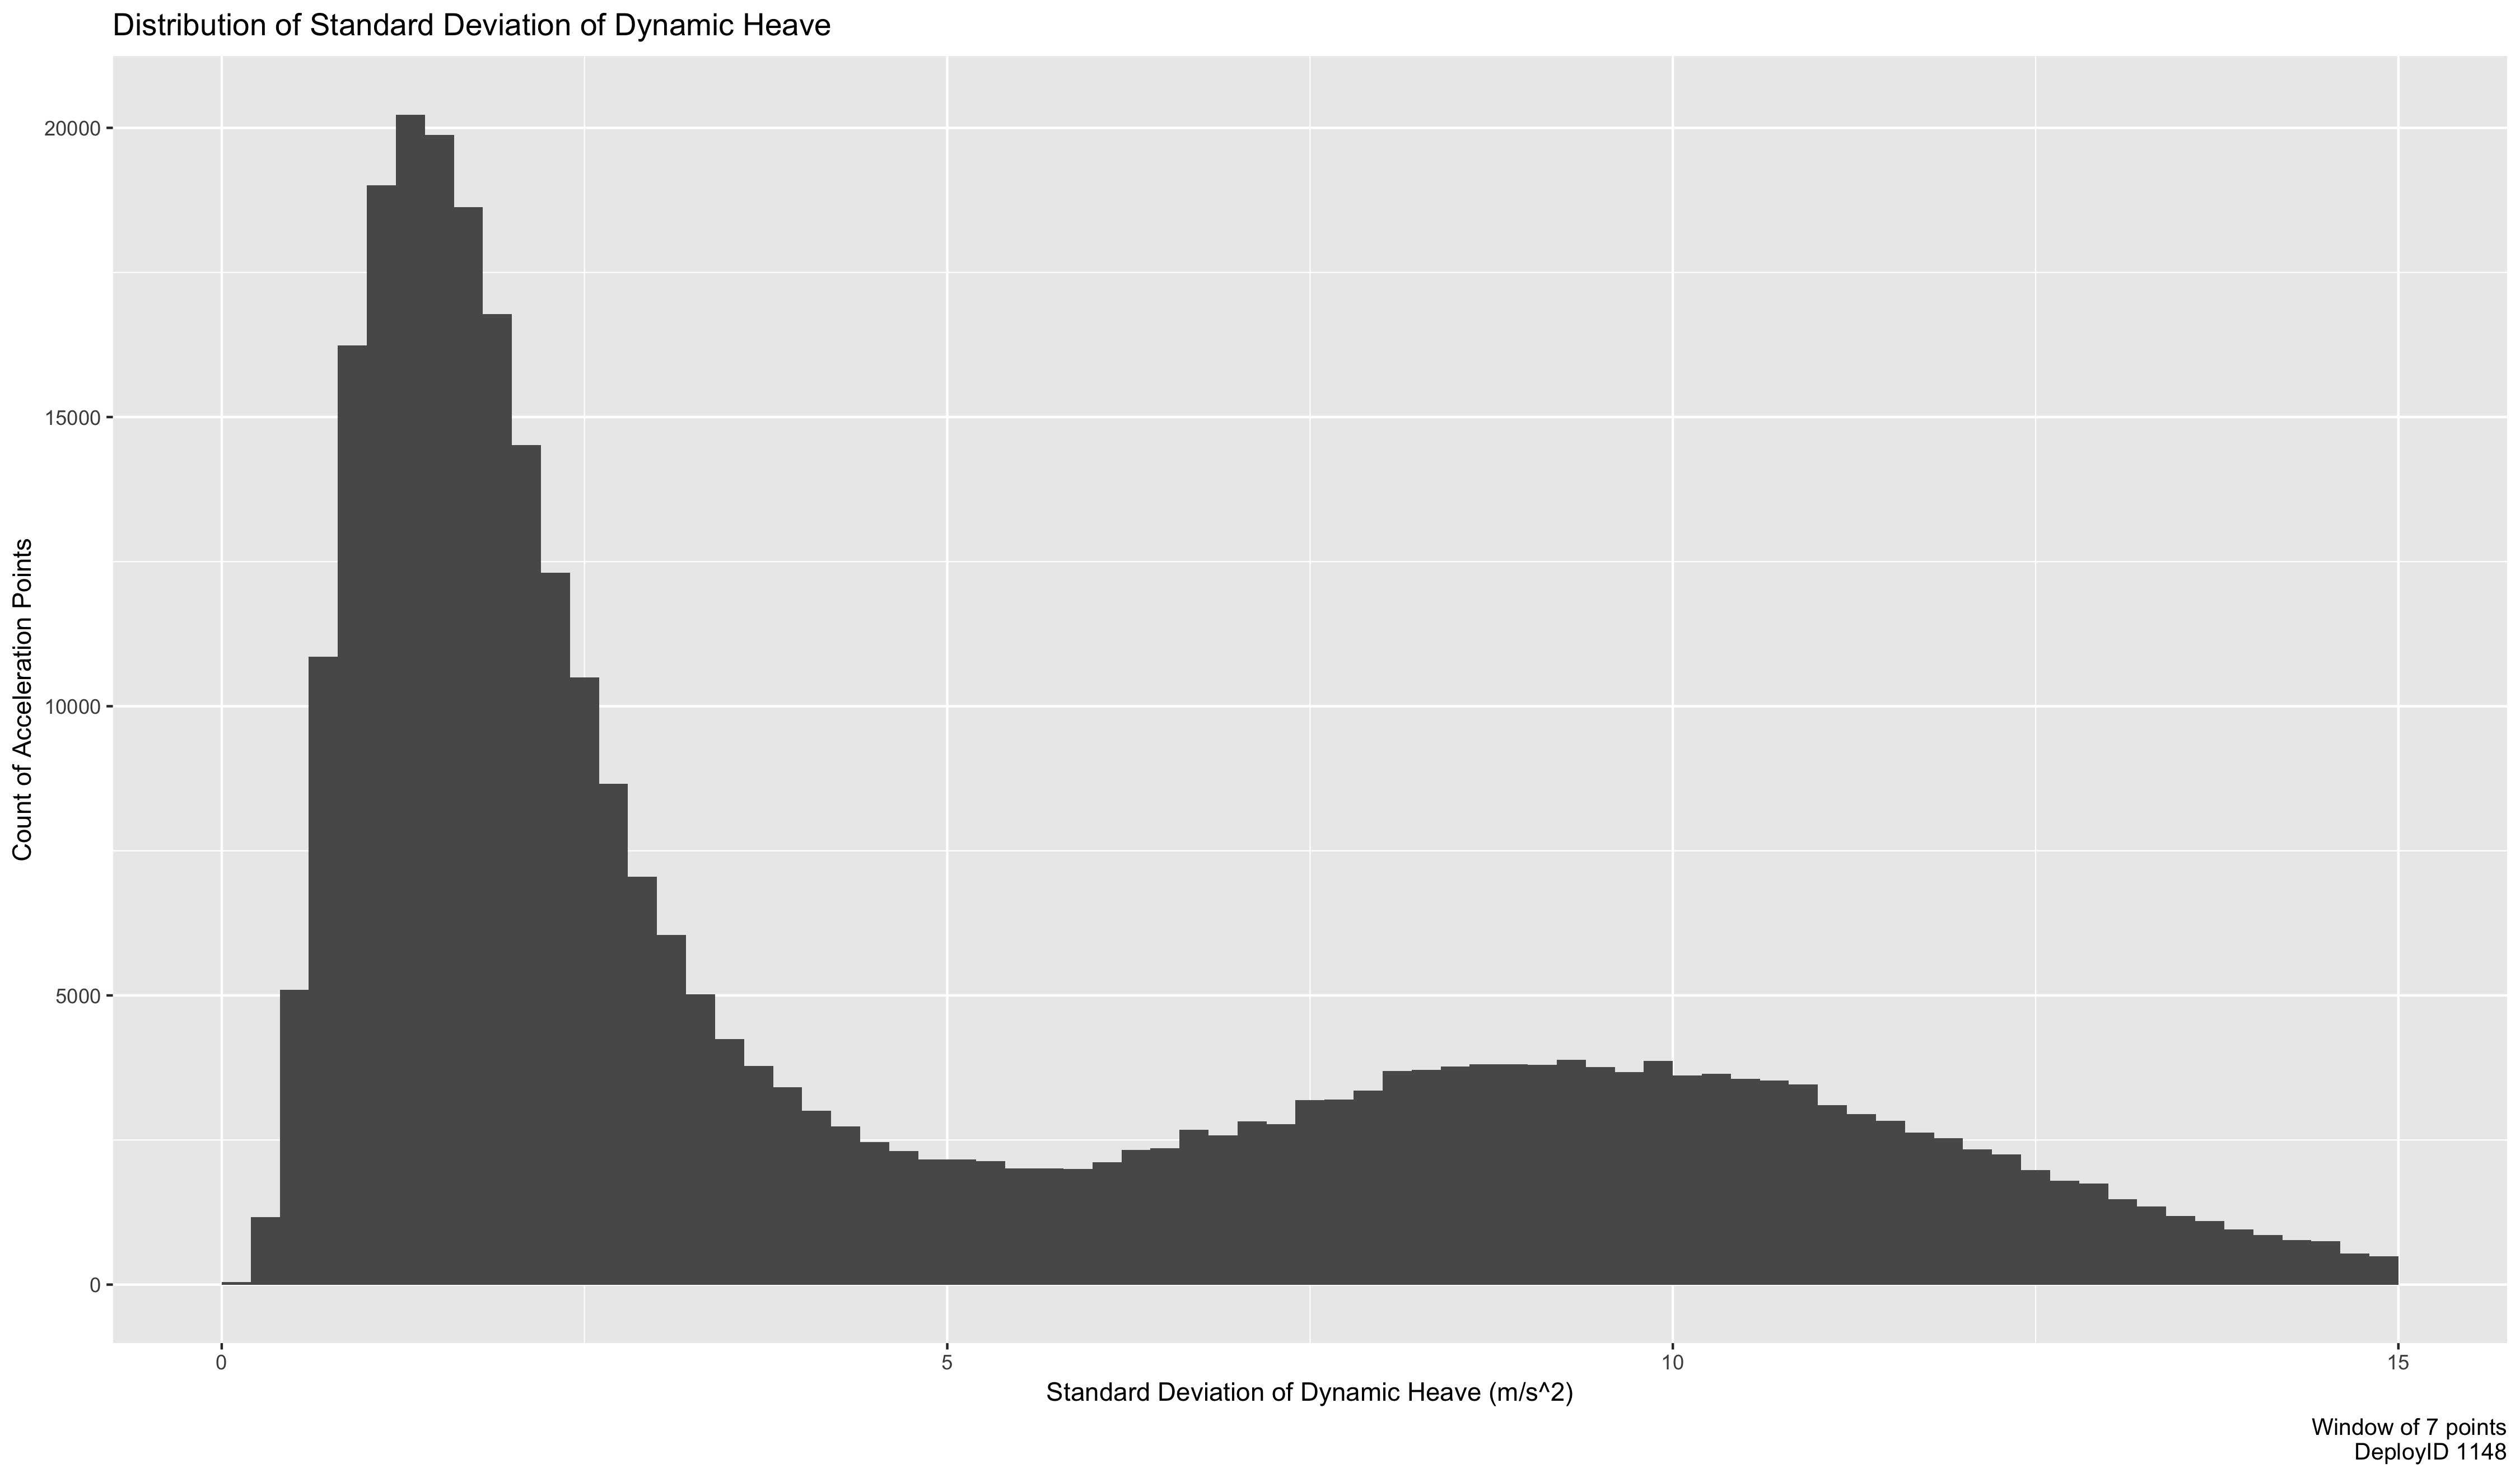 Distribution of Standard Deviation of Dynamic Heave
Count of Acceleration Points
20000
15000
10000
5000
0
0
5
10
15
Standard Deviation of Dynamic Heave (m/s^2)
Window of 7 points
DeployID 1148